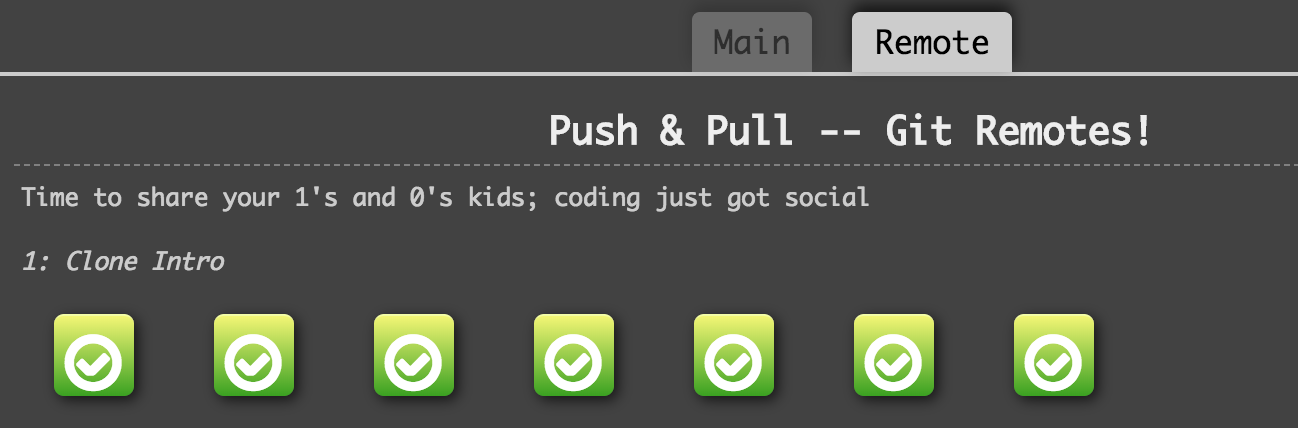 Main
Remote
Push & Pull -- Git Remotes!
Time to share your 1's and 0's kids; coding just got social
1: Clone Intro